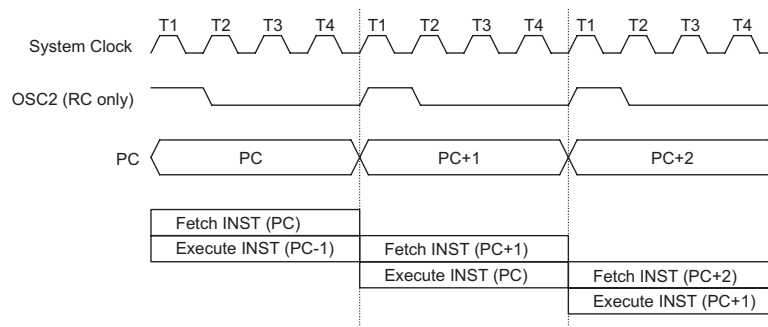 T1 T2 T3 T4 T1 T2 T3 T4 T1 T2 T3 T4
System Clock
OSC2 (RC only)
PC PC PC+1 PC+2
Fetch INST (PC)
Execute INST (PC-1) Fetch INST (PC+1)
Execute INST (PC) Fetch INST (PC+2)
Execute INST (PC+1)